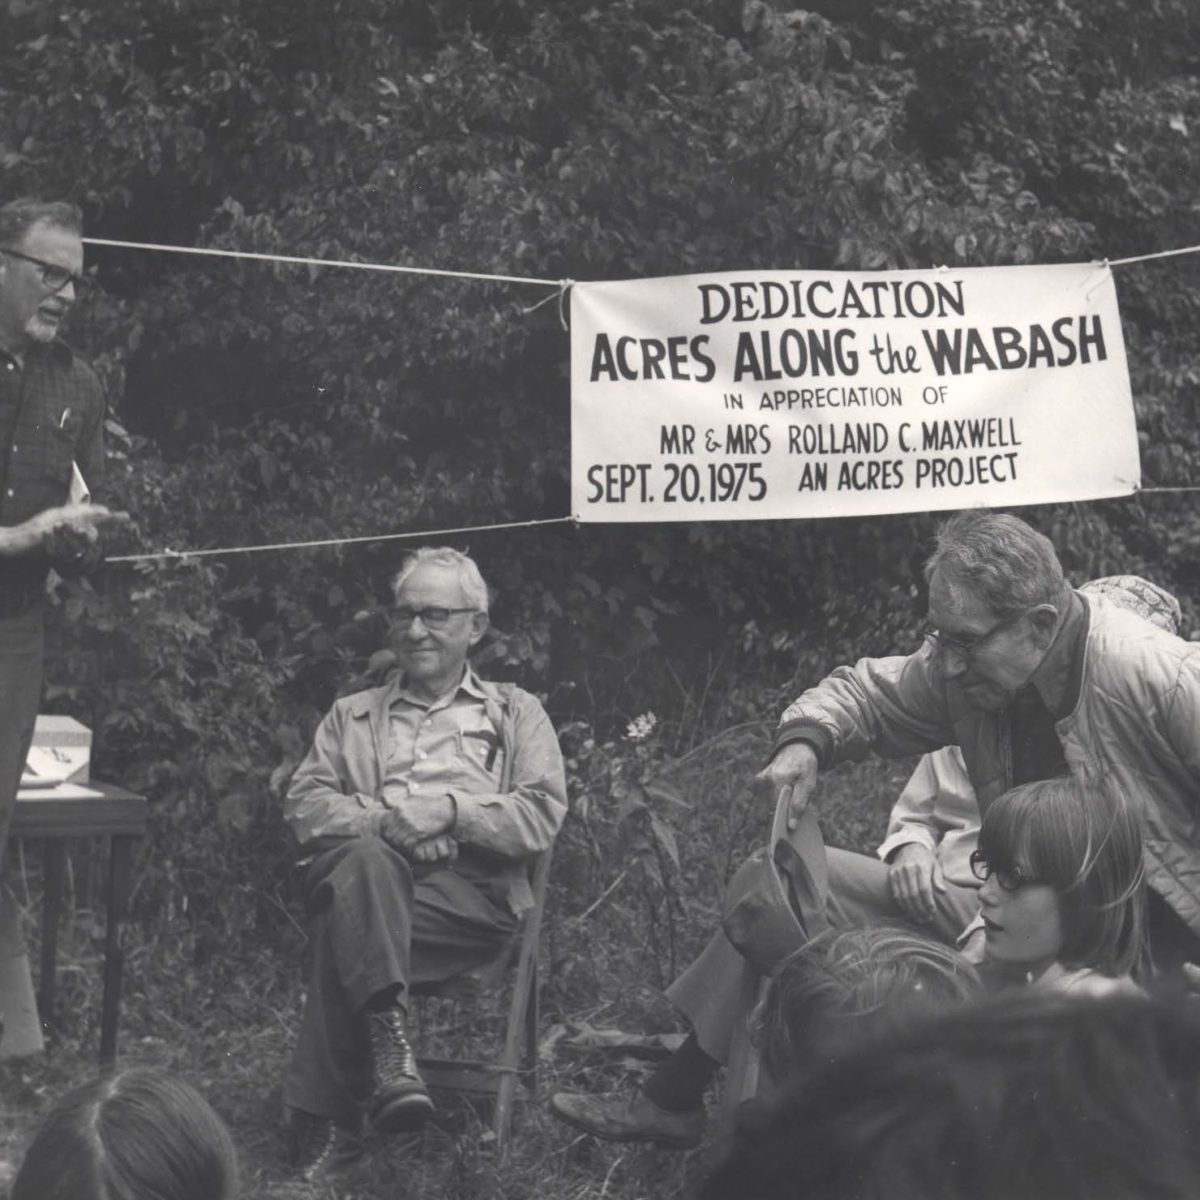 DEDICATION
ACRES ALONG the WABASH
IN APPRECIATION OF
MR & MRS ROLLAND C. MAXWELL
SEPT. 20, 1975 AN ACRES PROJECT